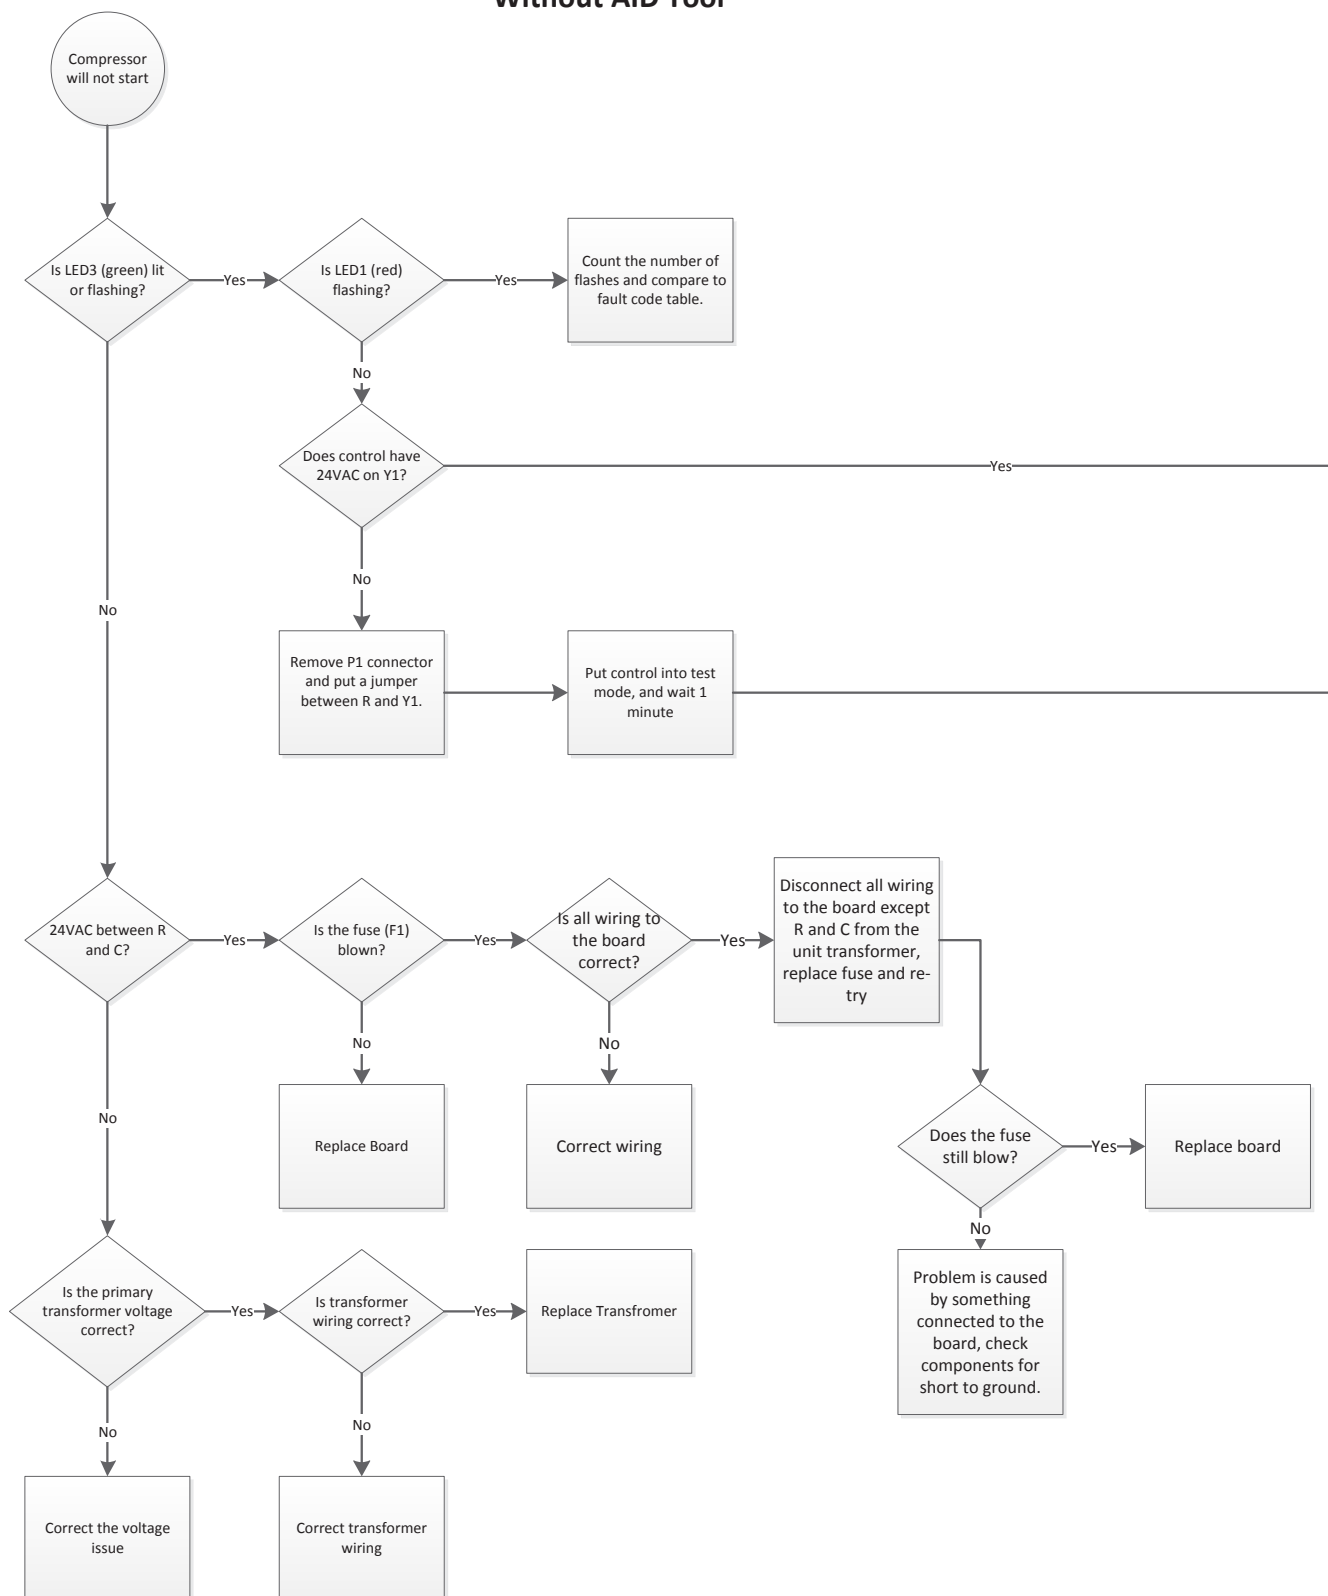 Without AID Tool
Compressor
will not start
Is LED3 (green) lit
or flashing?
Yes
Is LED1 (red)
flashing?
Yes
Count the number of
flashes and compare to
fault code table.
No
Does control have
24VAC on Y1?
Yes
No
No
Remove P1 connector
and put a jumper
between R and Y1.
Put control into test
mode, and wait 1
minute
24VAC between R
and C?
Yes
Is the fuse (F1)
blown?
Yes
Is all wiring to
the board
correct?
Yes
Disconnect all wiring
to the board except
R and C from the
unit transformer,
replace fuse and re-
try
No
No
No
Replace Board
Correct wiring
Does the fuse
still blow?
Yes
Replace board
No
Is the primary
transformer voltage
correct?
Yes
Is transformer
wiring correct?
Yes
Replace Transfromer
Problem is caused
by something
connected to the
board, check
components for
short to ground.
No
No
Correct the voltage
issue
Correct transformer
wiring